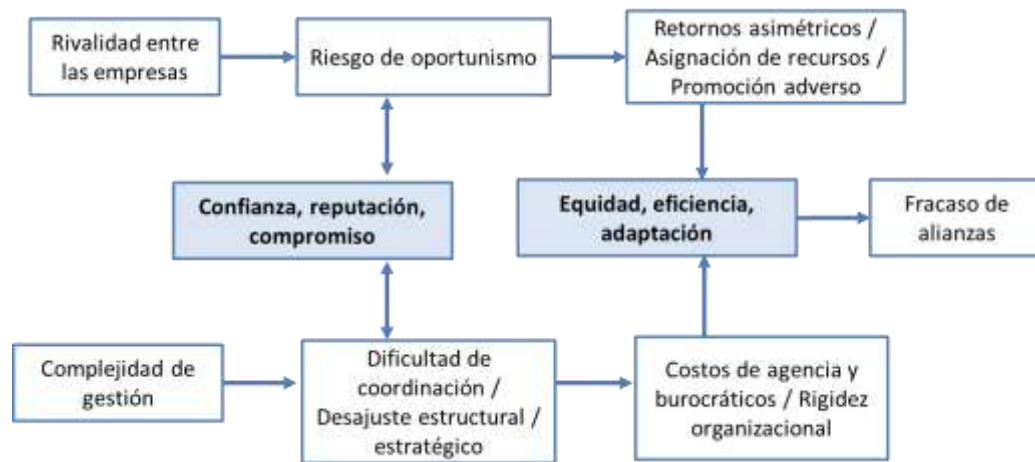 Rivalidad entre
las empresas
Riesgo de oportunismo
Retornos asimétricos /
Asignación de recursos /
Promoción adverso
Confianza, reputación,
compromiso
Equidad, eficiencia,
adaptación
Fracaso de
alianzas
Complejidad de
gestión
Dificultad de
coordinación /
Desajuste estructural /
estratégico
Costos de agencia y
burocráticos / Rigidez
organizacional